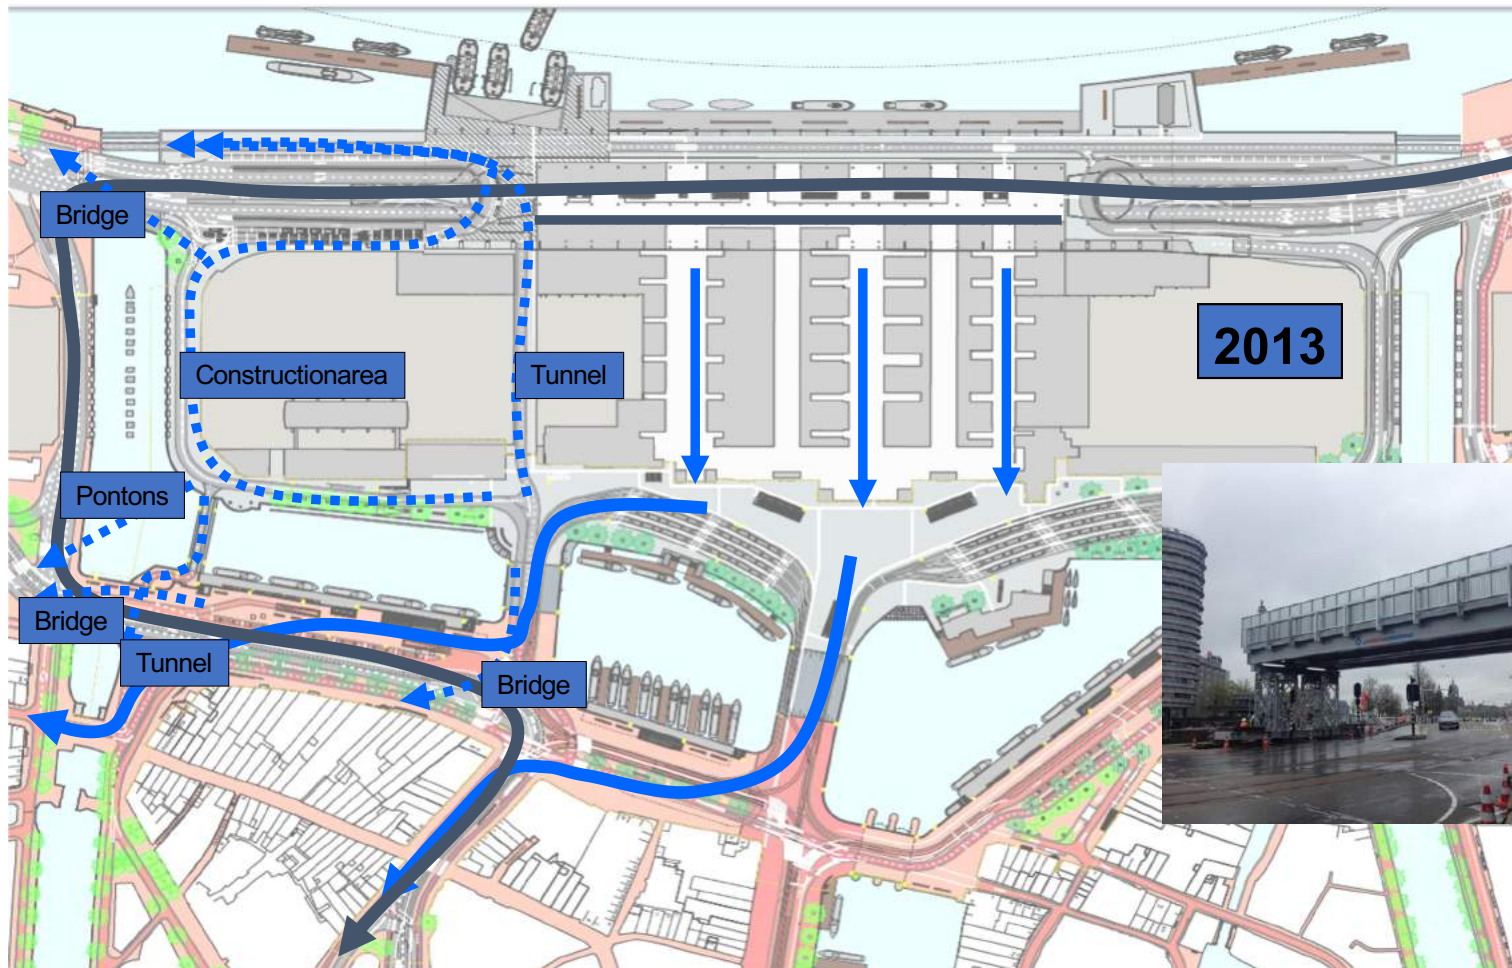 Bridge
2013
Constructionarea
Tunnel
Pontons
Bridge
Tunnel
Bridge